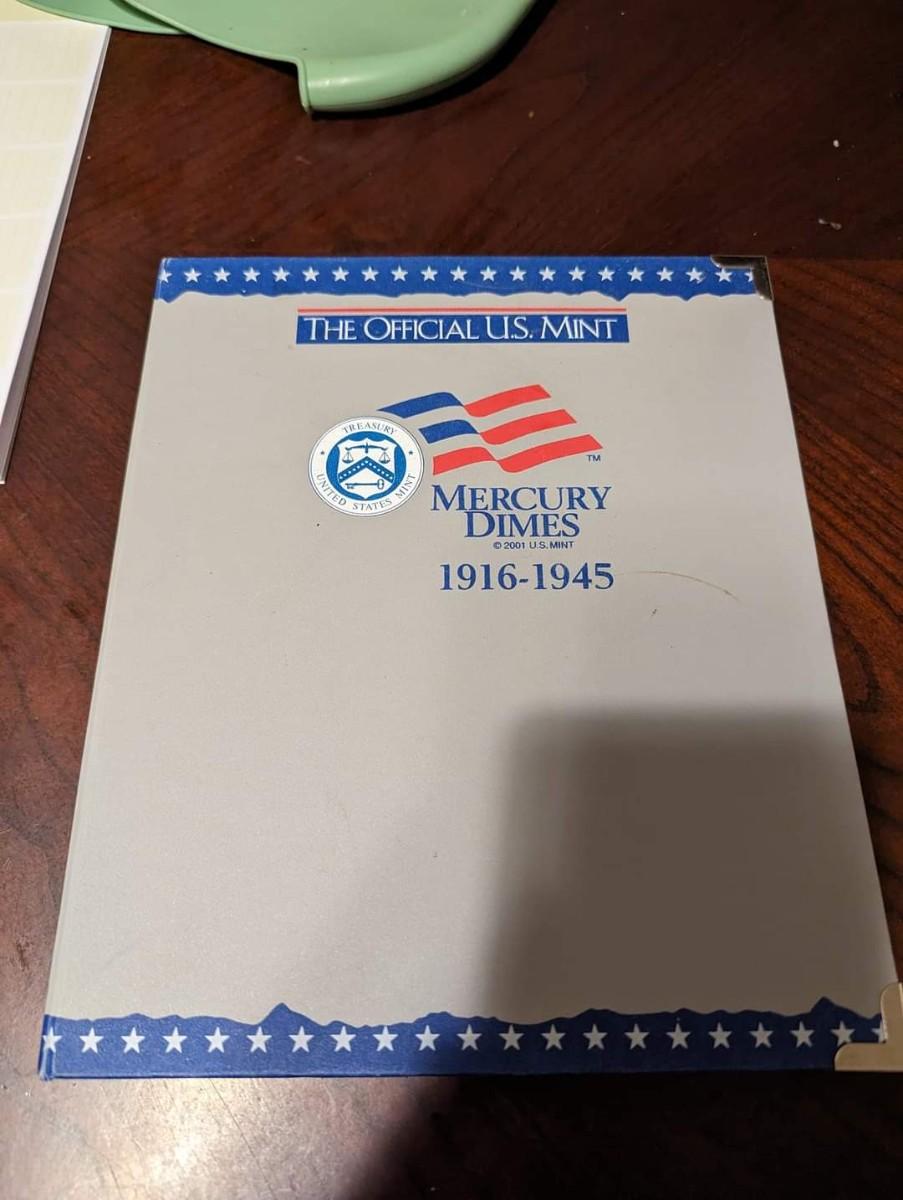 THE OFFICIAL U.S. MINT
TREASURY
UNITED STATES MINT
TM
MERCURY
DIMES
© 2001 U.S. MINT
1916-1945